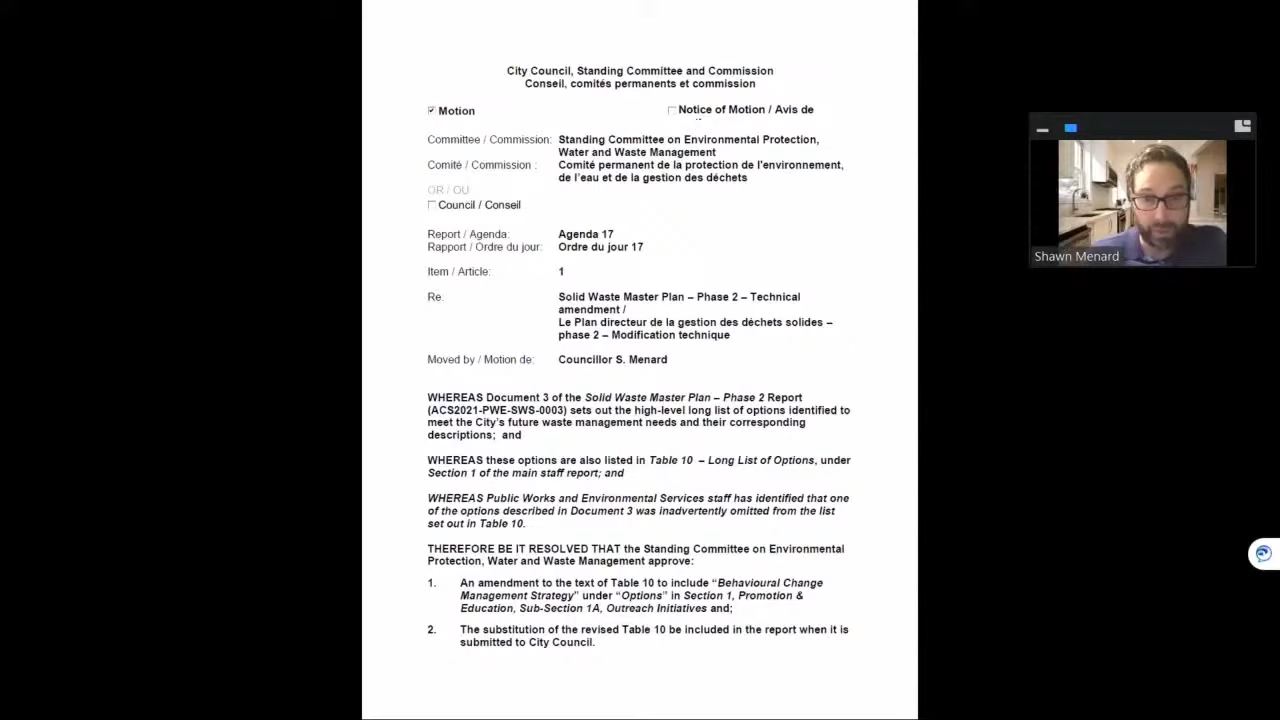 City Council, Standing Committee and Commission
Conseil, comités permanents et commission
Motion
Notice of Motion / Avis de
Committee / Commission: Standing Committee on Environmental Protection,
Water and Waste Management
Comité / Commission : Comité permanent de la protection de l'environnement,
de l'eau et de la gestion des déchets
OR / OU
Council / Conseil
Report / Agenda: Agenda 17
Rapport / Ordre du jour: Ordre du jour 17
Item / Article: 1
Re. Solid Waste Master Plan – Phase 2 – Technical
amendment /
Le Plan directeur de la gestion des déchets solides –
phase 2 – Modification technique
Moved by / Motion de: Councillor S. Menard
WHEREAS Document 3 of the Solid Waste Master Plan – Phase 2 Report
(ACS2021-PWE-SWS-0003) sets out the high-level long list of options identified to
meet the City's future waste management needs and their corresponding
descriptions; and
WHEREAS these options are also listed in Table 10 – Long List of Options, under
Section 1 of the main staff report; and
WHEREAS Public Works and Environmental Services staff has identified that one
of the options described in Document 3 was inadvertently omitted from the list
set out in Table 10.
THEREFORE BE IT RESOLVED THAT the Standing Committee on Environmental
Protection, Water and Waste Management approve:
1. An amendment to the text of Table 10 to include “Behavioural Change
Management Strategy” under “Options” in Section 1, Promotion &
Education, Sub-Section 1A, Outreach Initiatives and;
2. The substitution of the revised Table 10 be included in the report when it is
submitted to City Council.
Shawn Menard